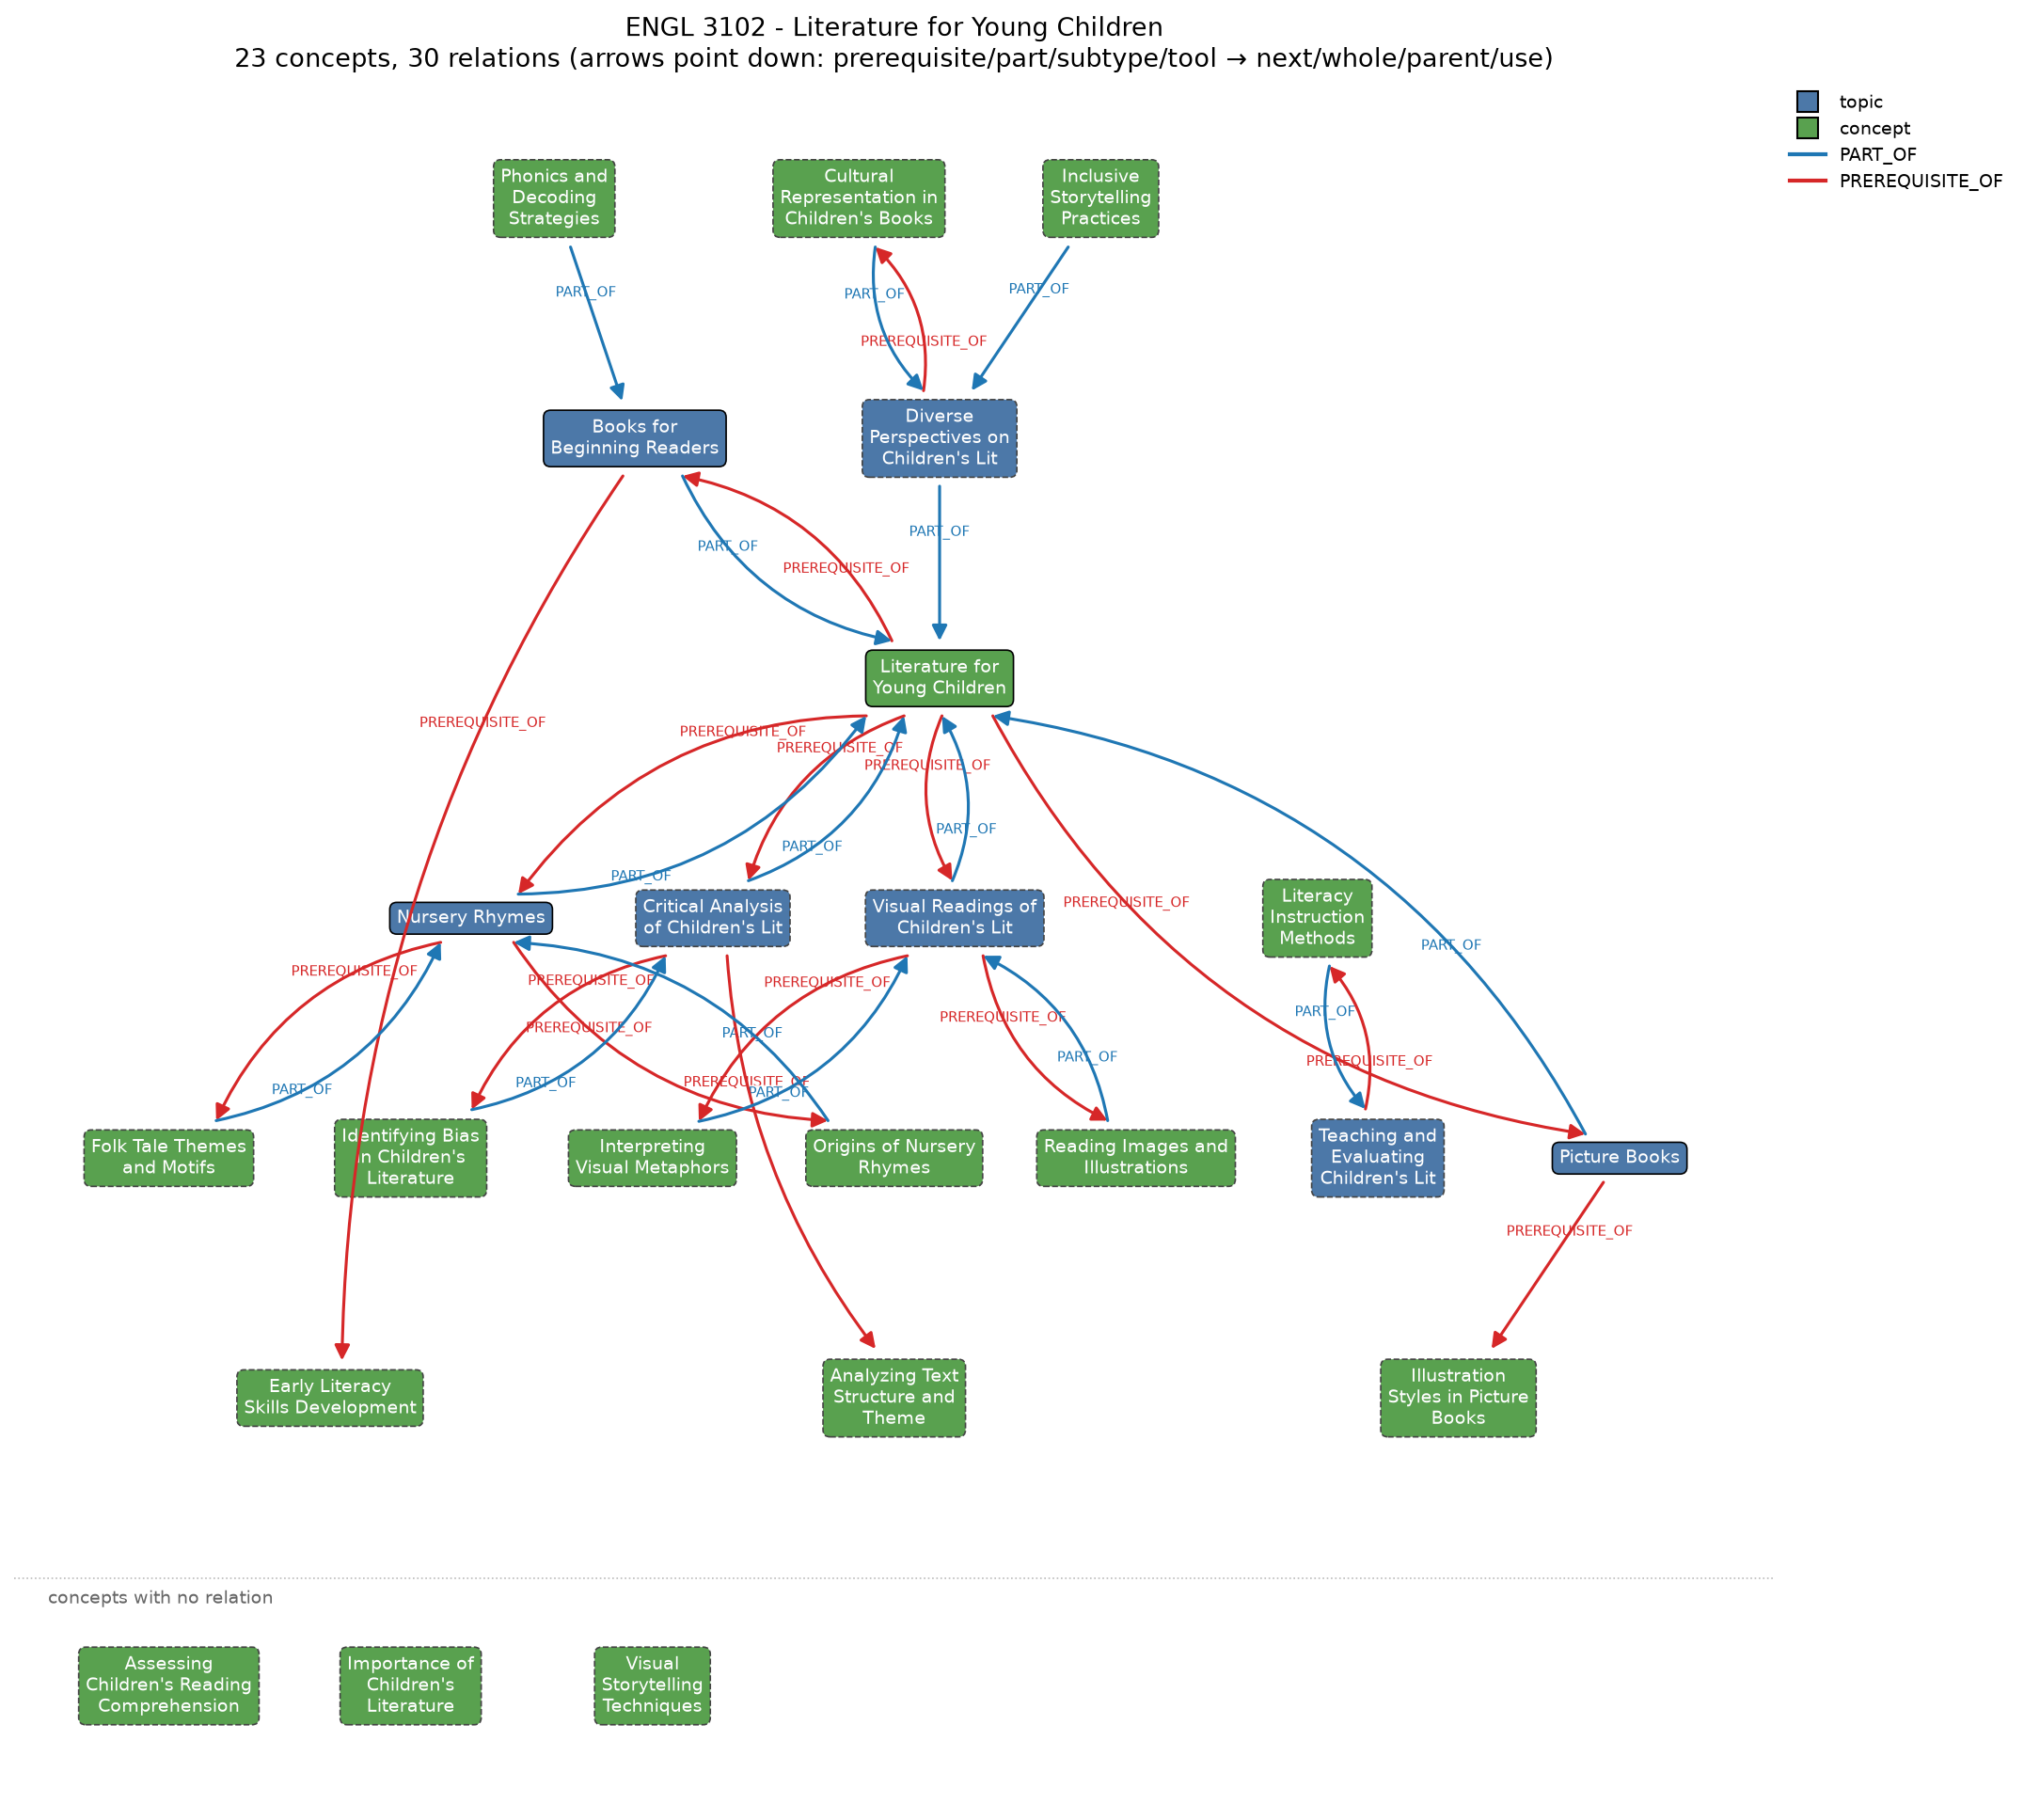 ENGL 3102 - Literature for Young Children
23 concepts, 30 relations (arrows point down: prerequisite/part/subtype/tool → next/whole/parent/use)
topic
concept
PART_OF
PREREQUISITE_OF
Phonics and
Decoding
Strategies
Cultural
Representation in
Children's Books
Inclusive
Storytelling
Practices
PART_OF
PART_OF
PART_OF
PREREQUISITE_OF
Books for
Beginning Readers
Diverse
Perspectives on
Children's Lit
PART_OF
PART_OF
PREREQUISITE_OF
Literature for
Young Children
PREREQUISITE_OF
PREREQUISITE_OF
PREREQUISITE_OF
PREREQUISITE_OF
PART_OF
PART_OF
PART_OF
PREREQUISITE_OF
PART_OF
Nursery Rhymes
Critical Analysis
of Children's Lit
Visual Readings of
Children's Lit
Literacy
Instruction
Methods
PREREQUISITE_OF
PREREQUISITE_OF
PREREQUISITE_OF
PART_OF
PREREQUISITE_OF
PREREQUISITE_OF
PART_OF
PART_OF
PREREQUISITE_OF
PART_OF
PART_OF
PREREQUISITE_OF
PART_OF
Folk Tale Themes
and Motifs
Identifying Bias
in Children's
Literature
Interpreting
Visual Metaphors
Origins of Nursery
Rhymes
Reading Images and
Illustrations
Teaching and
Evaluating
Children's Lit
Picture Books
PREREQUISITE_OF
Early Literacy
Skills Development
Analyzing Text
Structure and
Theme
Illustration
Styles in Picture
Books
concepts with no relation
Assessing
Children's Reading
Comprehension
Importance of
Children's
Literature
Visual
Storytelling
Techniques